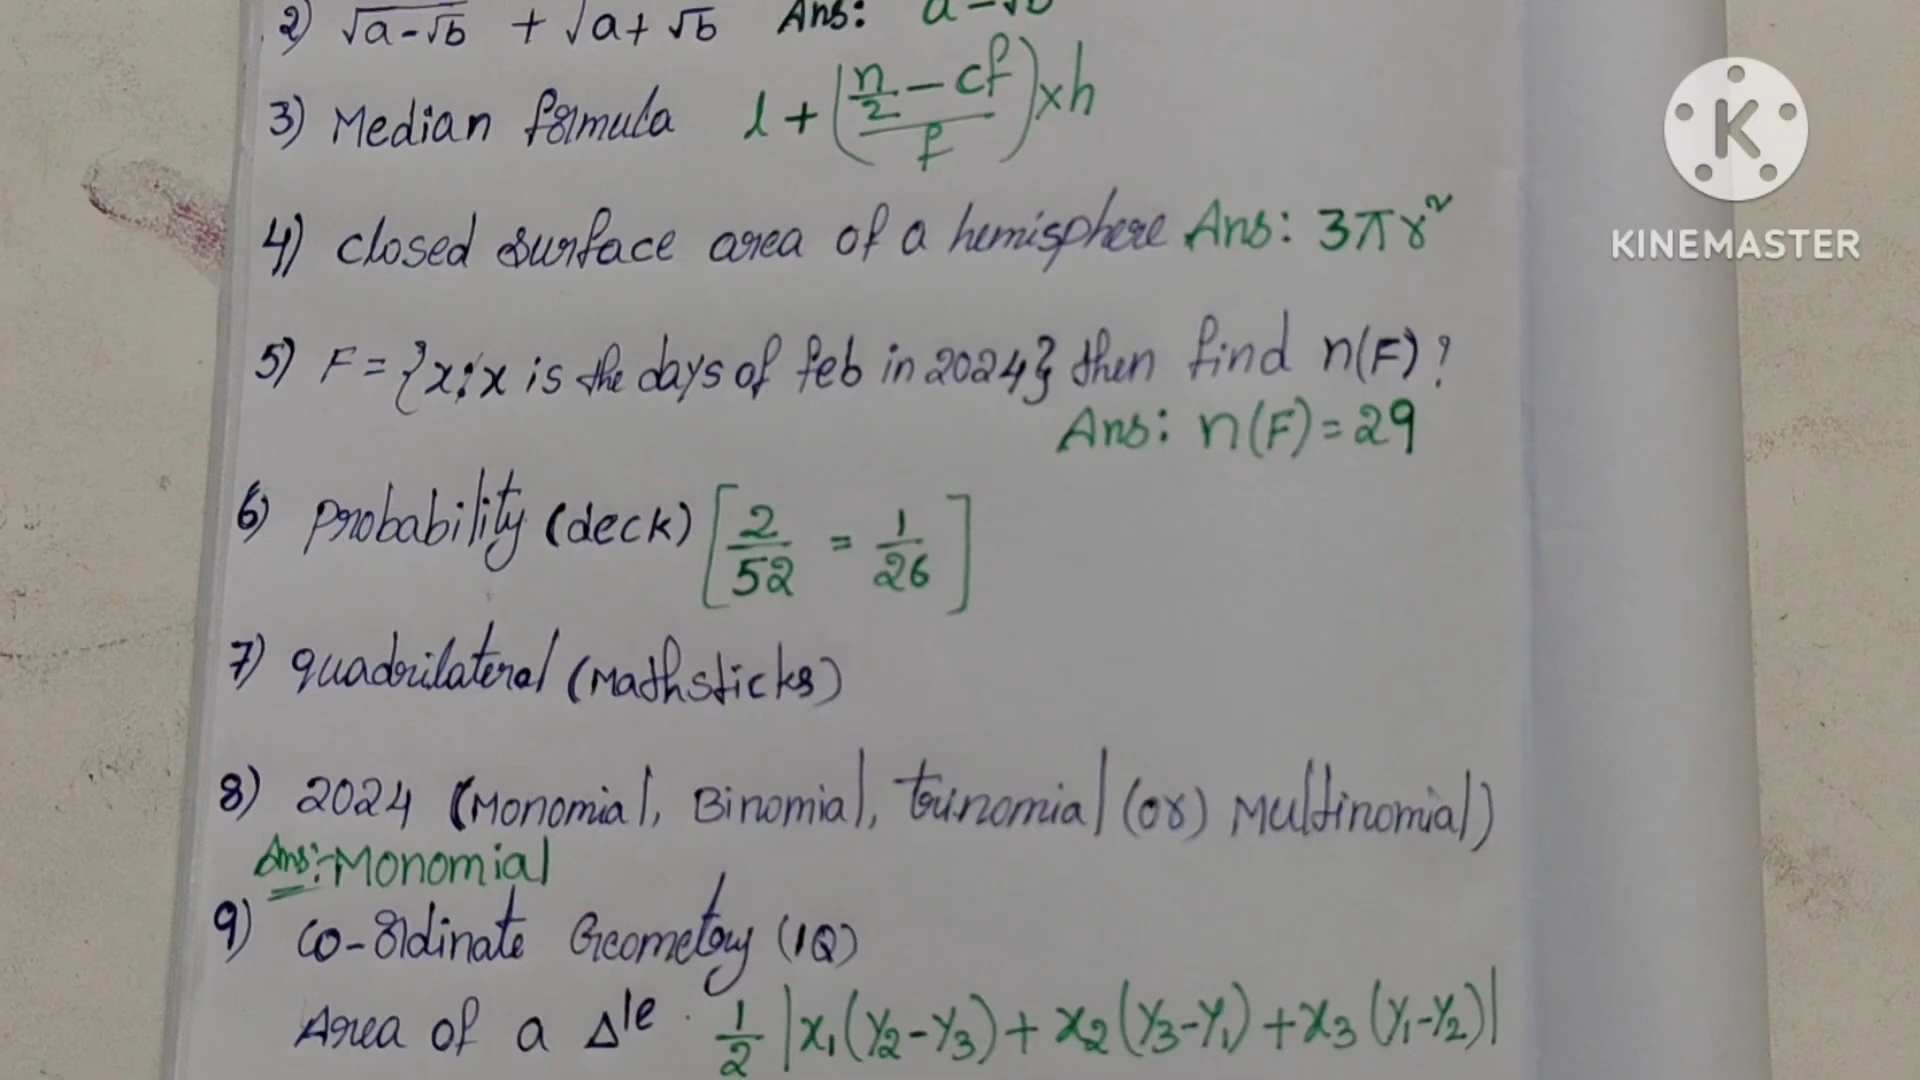 2) √a-√b + √a+√b Ans: a-√b
3) Median formula l + ((n/2 - cf)/f) x h
4) closed surface area of a hemisphere Ans: 3πr²
5) F = {x:x is the days of feb in 2024} then find n(F)?
Ans: n(F) = 29
6) Probability (deck) [2/52 = 1/26]
7) quadrilateral (Mathsticks)
8) 2024 (Monomial, Binomial, trinomial (or) Multinomial)
Ans:- Monomial
9) co-ordinate Geometry (1Q)
Area of a Δle. 1/2 |x₁(y₂-y₃) + x₂(y₃-y₁) + x₃(y₁-y₂)|
K
KINEMASTER